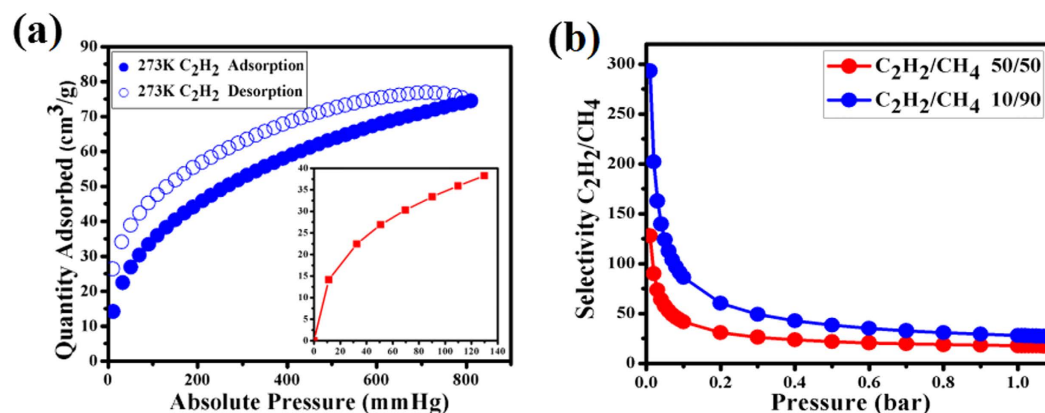 (a)
90
80
70
60
50
40
30
20
10
0
Quantity Adsorbed (cm³/g)
273K C₂H₂ Adsorption
273K C₂H₂ Desorption
40
35
30
25
20
15
10
5
0
0 20 40 60 80 100 120 140
0 200 400 600 800
Absolute Pressure (mmHg)
(b)
300
250
200
150
100
50
0
Selectivity C₂H₂/CH₄
C₂H₂/CH₄ 50/50
C₂H₂/CH₄ 10/90
0.0 0.2 0.4 0.6 0.8 1.0
Pressure (bar)